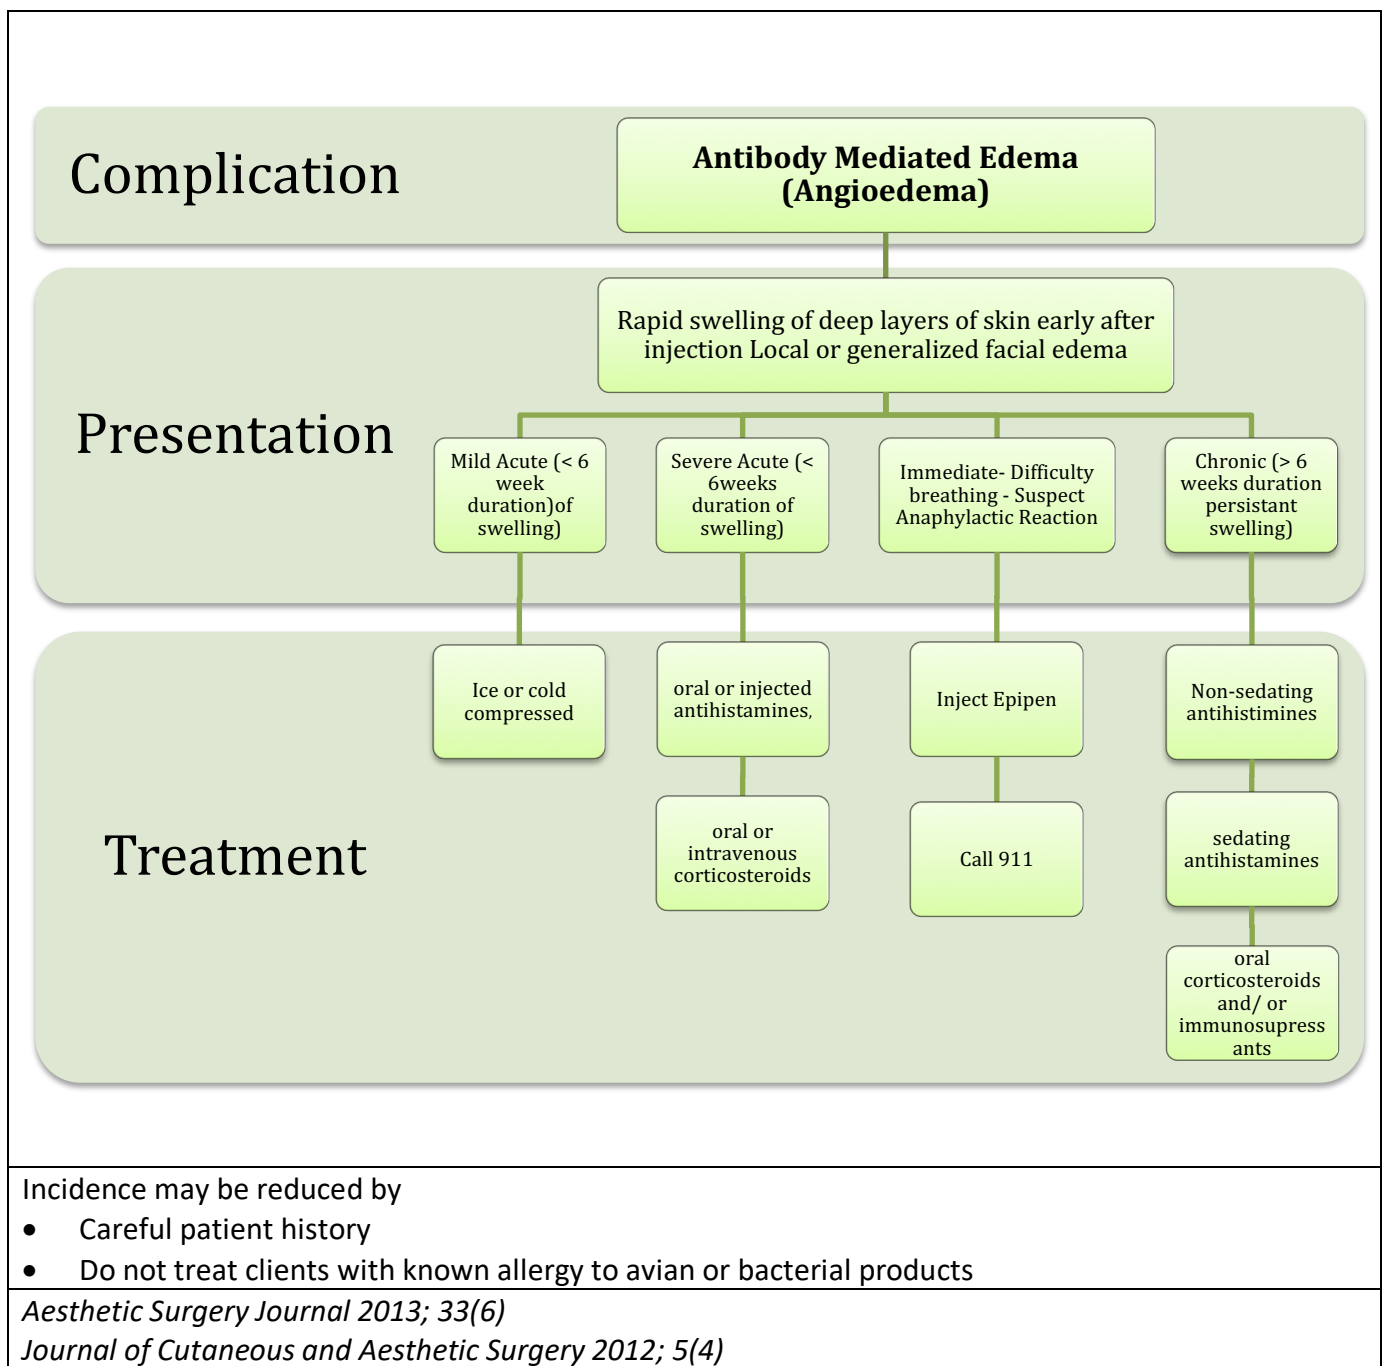 Complication
Antibody Mediated Edema
(Angioedema)
Presentation
Rapid swelling of deep layers of skin early after
injection Local or generalized facial edema
Mild Acute (< 6
week
duration)of
swelling)
Severe Acute (<
6weeks
duration of
swelling)
Immediate- Difficulty
breathing - Suspect
Anaphylactic Reaction
Chronic (> 6
weeks duration
persistant
swelling)
Treatment
Ice or cold
compressed
oral or injected
antihistamines,
oral or
intravenous
corticosteroids
Inject Epipen
Call 911
Non-sedating
antihistimines
sedating
antihistamines
oral
corticosteroids
and/ or
immunosupress
ants
Incidence may be reduced by
• Careful patient history
• Do not treat clients with known allergy to avian or bacterial products
Aesthetic Surgery Journal 2013; 33(6)
Journal of Cutaneous and Aesthetic Surgery 2012; 5(4)